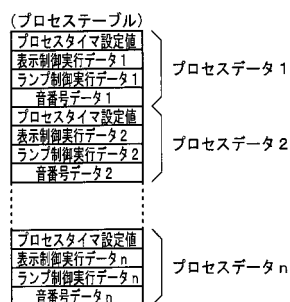 (プロセステーブル)
プロセスタイマ設定値
表示制御実行データ1
ランプ制御実行データ1
音番号データ1
プロセスデータ1
プロセスタイマ設定値
表示制御実行データ2
ランプ制御実行データ2
音番号データ2
プロセスデータ2
プロセスタイマ設定値
表示制御実行データn
ランプ制御実行データn
音番号データn
プロセスデータn